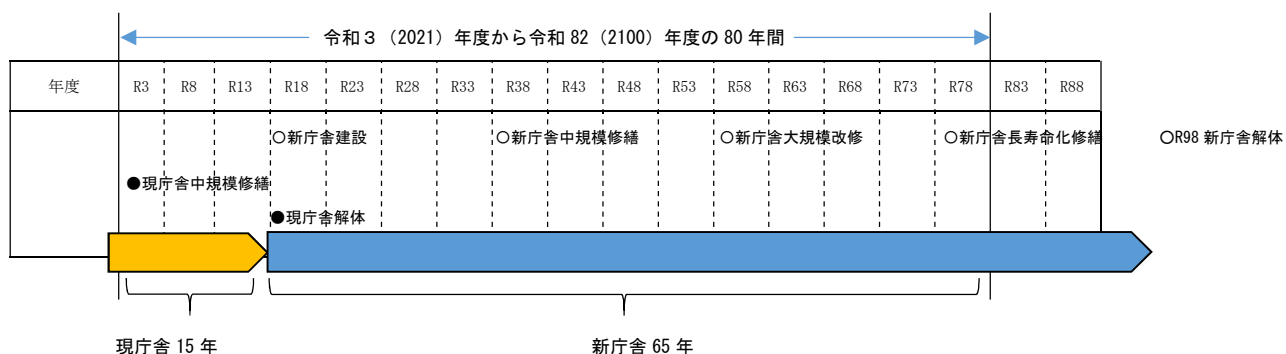 令和３（2021）年度から令和 82（2100）年度の 80 年間
年度 R3 R8 R13 R18 R23 R28 R33 R38 R43 R48 R53 R58 R63 R68 R73 R78 R83 R88
○新庁舎建設 ○新庁舎中規模修繕 ○新庁舎大規模改修 ○新庁舎長寿命化修繕 ○R98 新庁舎解体
●現庁舎中規模修繕
●現庁舎解体
現庁舎 15 年 新庁舎 65 年